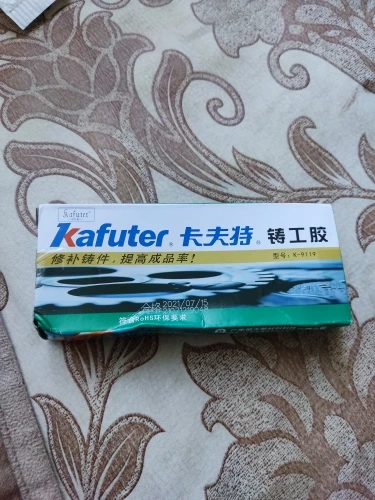 Kafuter
Kafuter® 卡夫特® 铸工胶
修补铸件，提高成品率！
型号：K-9119
合格 2021/07/15
符合RoHS环保要求